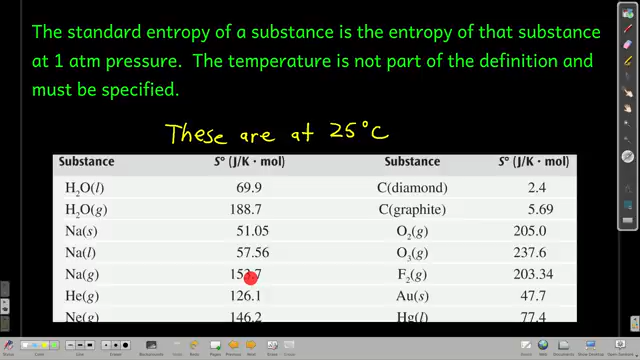 The standard entropy of a substance is the entropy of that substance
at 1 atm pressure. The temperature is not part of the definition and
must be specified.
These are at 25°C
Substance S° (J/K · mol) Substance S° (J/K · mol)
H₂O(l) 69.9 C(diamond) 2.4
H₂O(g) 188.7 C(graphite) 5.69
Na(s) 51.05 O₂(g) 205.0
Na(l) 57.56 O₃(g) 237.6
Na(g) 153.7 F₂(g) 203.34
He(g) 126.1 Au(s) 47.7
Ne(g) 146.2 Hg(l) 77.4